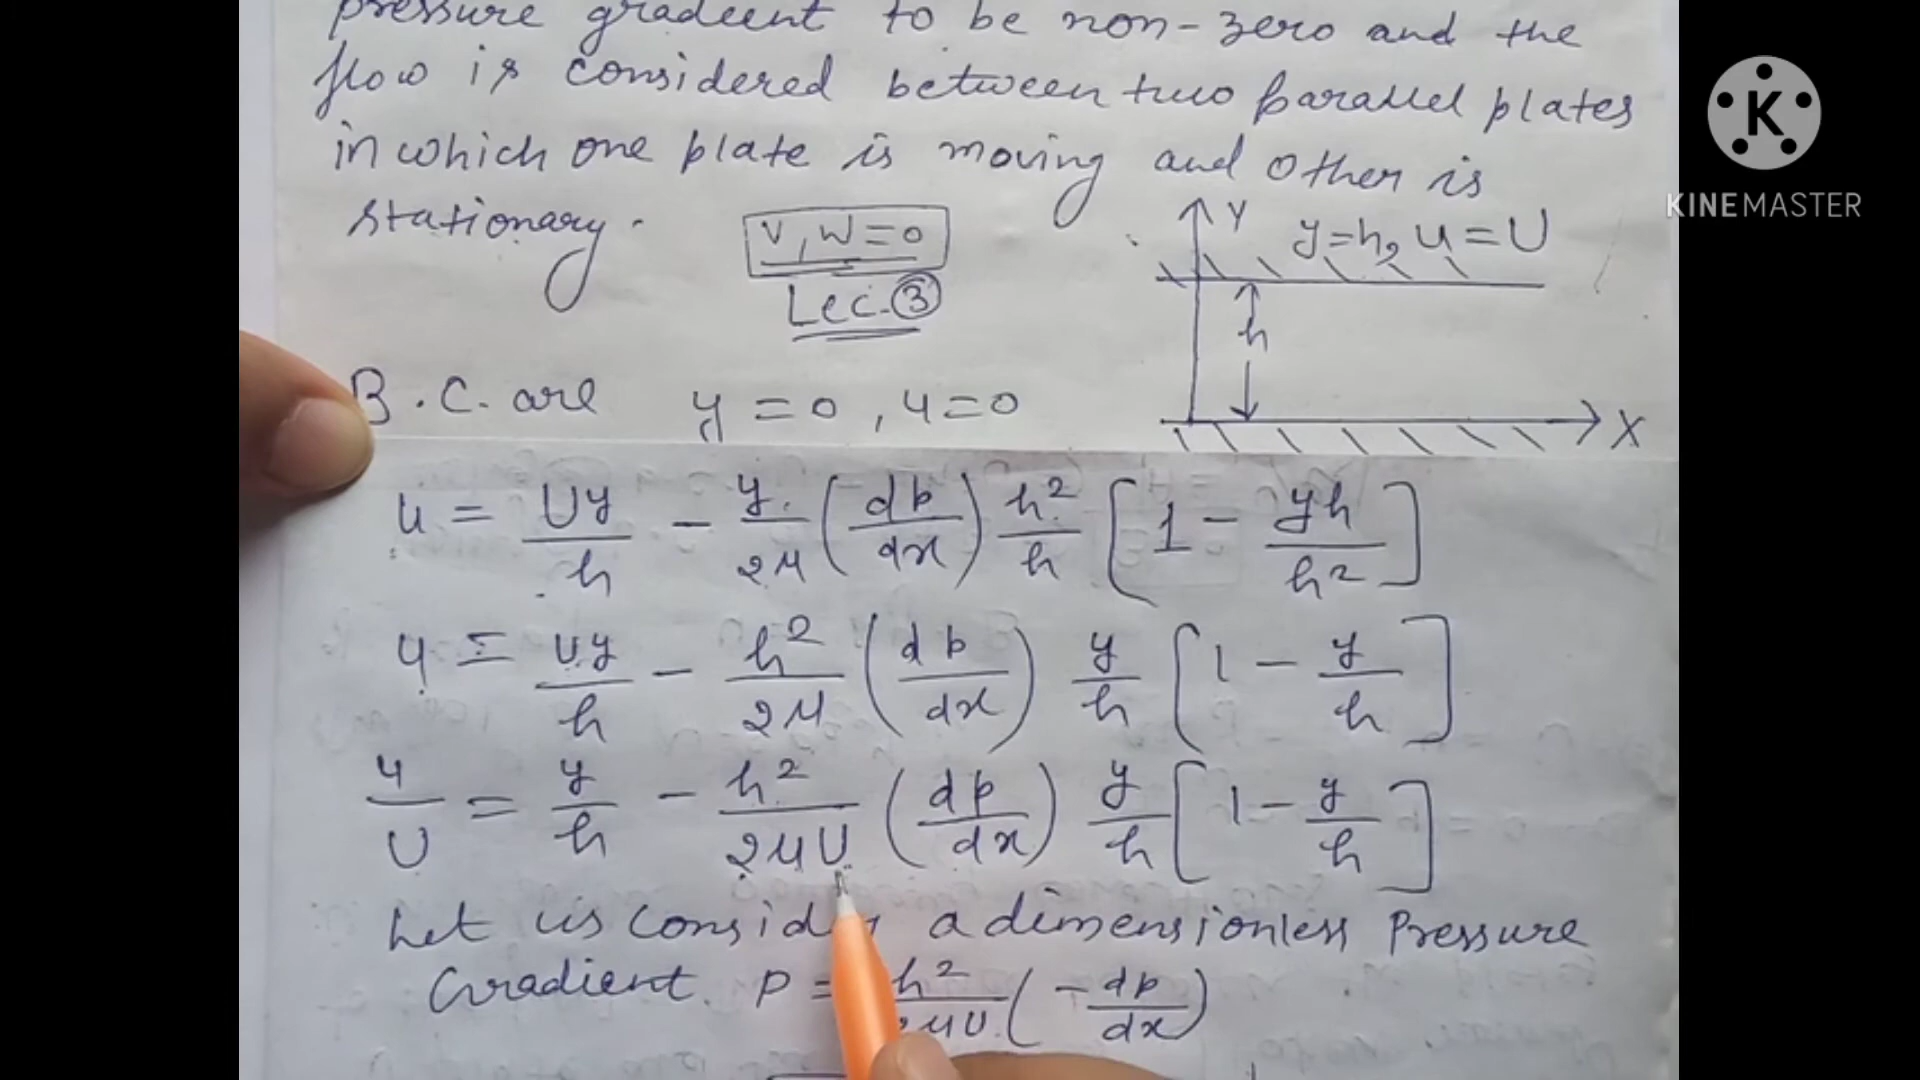 pressure gradient to be non-zero and the
flow is considered between two parallel plates
in which one plate is moving and other is
stationary.
V, W = 0
Lec. 3
Y
y=h, u=U
h
X
B.C. are y = 0, u = 0
u = Uy/h - y/2μ (dp/dx) h²/h [1 - yh/h²]
u = Uy/h - h²/2μ (dp/dx) y/h [1 - y/h]
u/U = y/h - h²/2μU (dp/dx) y/h [1 - y/h]
Let us consider a dimensionless Pressure
Gradient P = h²/2μU (-dp/dx)
K
KINEMASTER